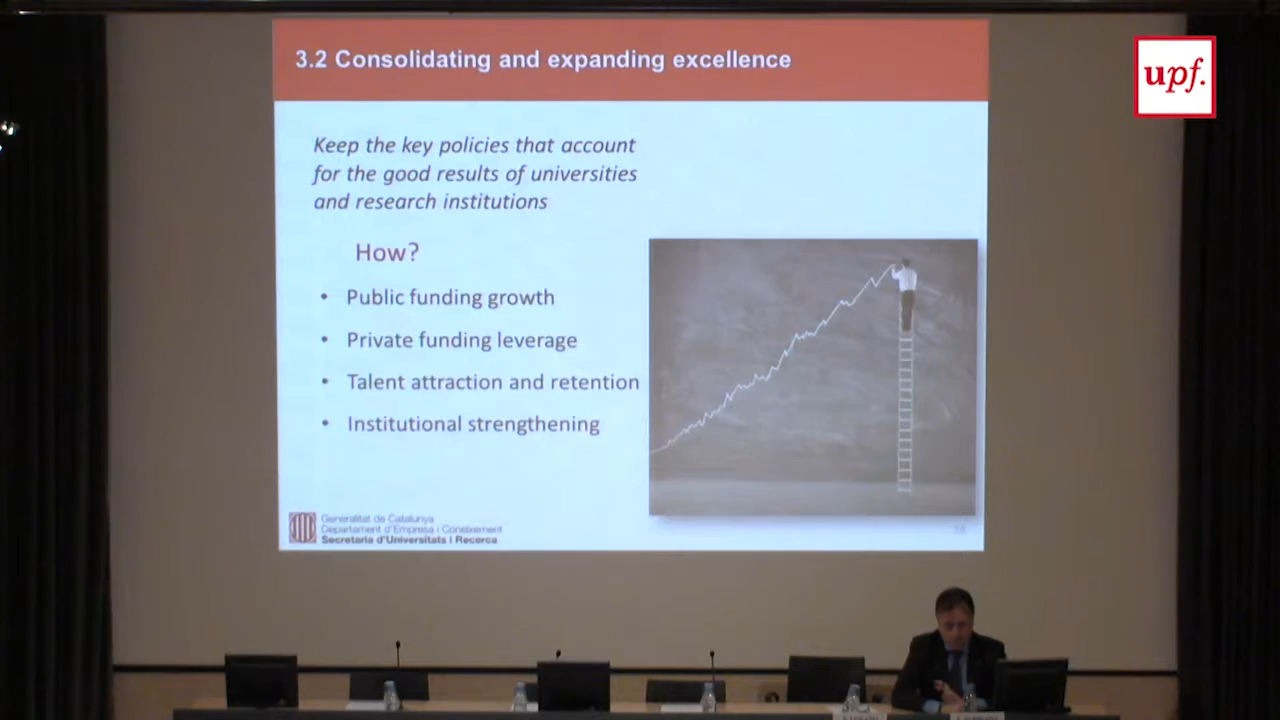 3.2 Consolidating and expanding excellence
upf.
Keep the key policies that account
for the good results of universities
and research institutions
How?
• Public funding growth
• Private funding leverage
• Talent attraction and retention
• Institutional strengthening
Generalitat de Catalunya
Departament d'Empresa i Coneixement
Secretaria d'Universitats i Recerca